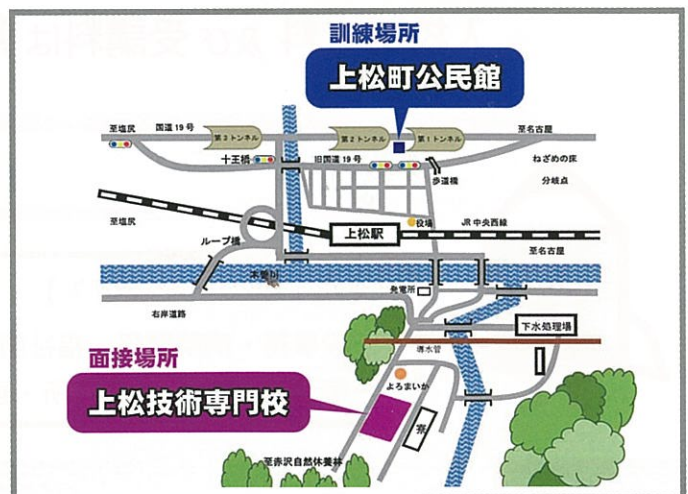 訓練場所
上松町公民館
至塩尻
国道19号
第3トンネル
第2トンネル
第1トンネル
至名古屋
十王橋
旧国道19号
歩道橋
ねざめの床
分岐点
至塩尻
ループ橋
上松駅
役場
JR中央西線
至名古屋
木曽川
発電所
右岸道路
下水処理場
導水管
面接場所
よろまいか
上松技術専門校
寮
至赤沢自然休養林